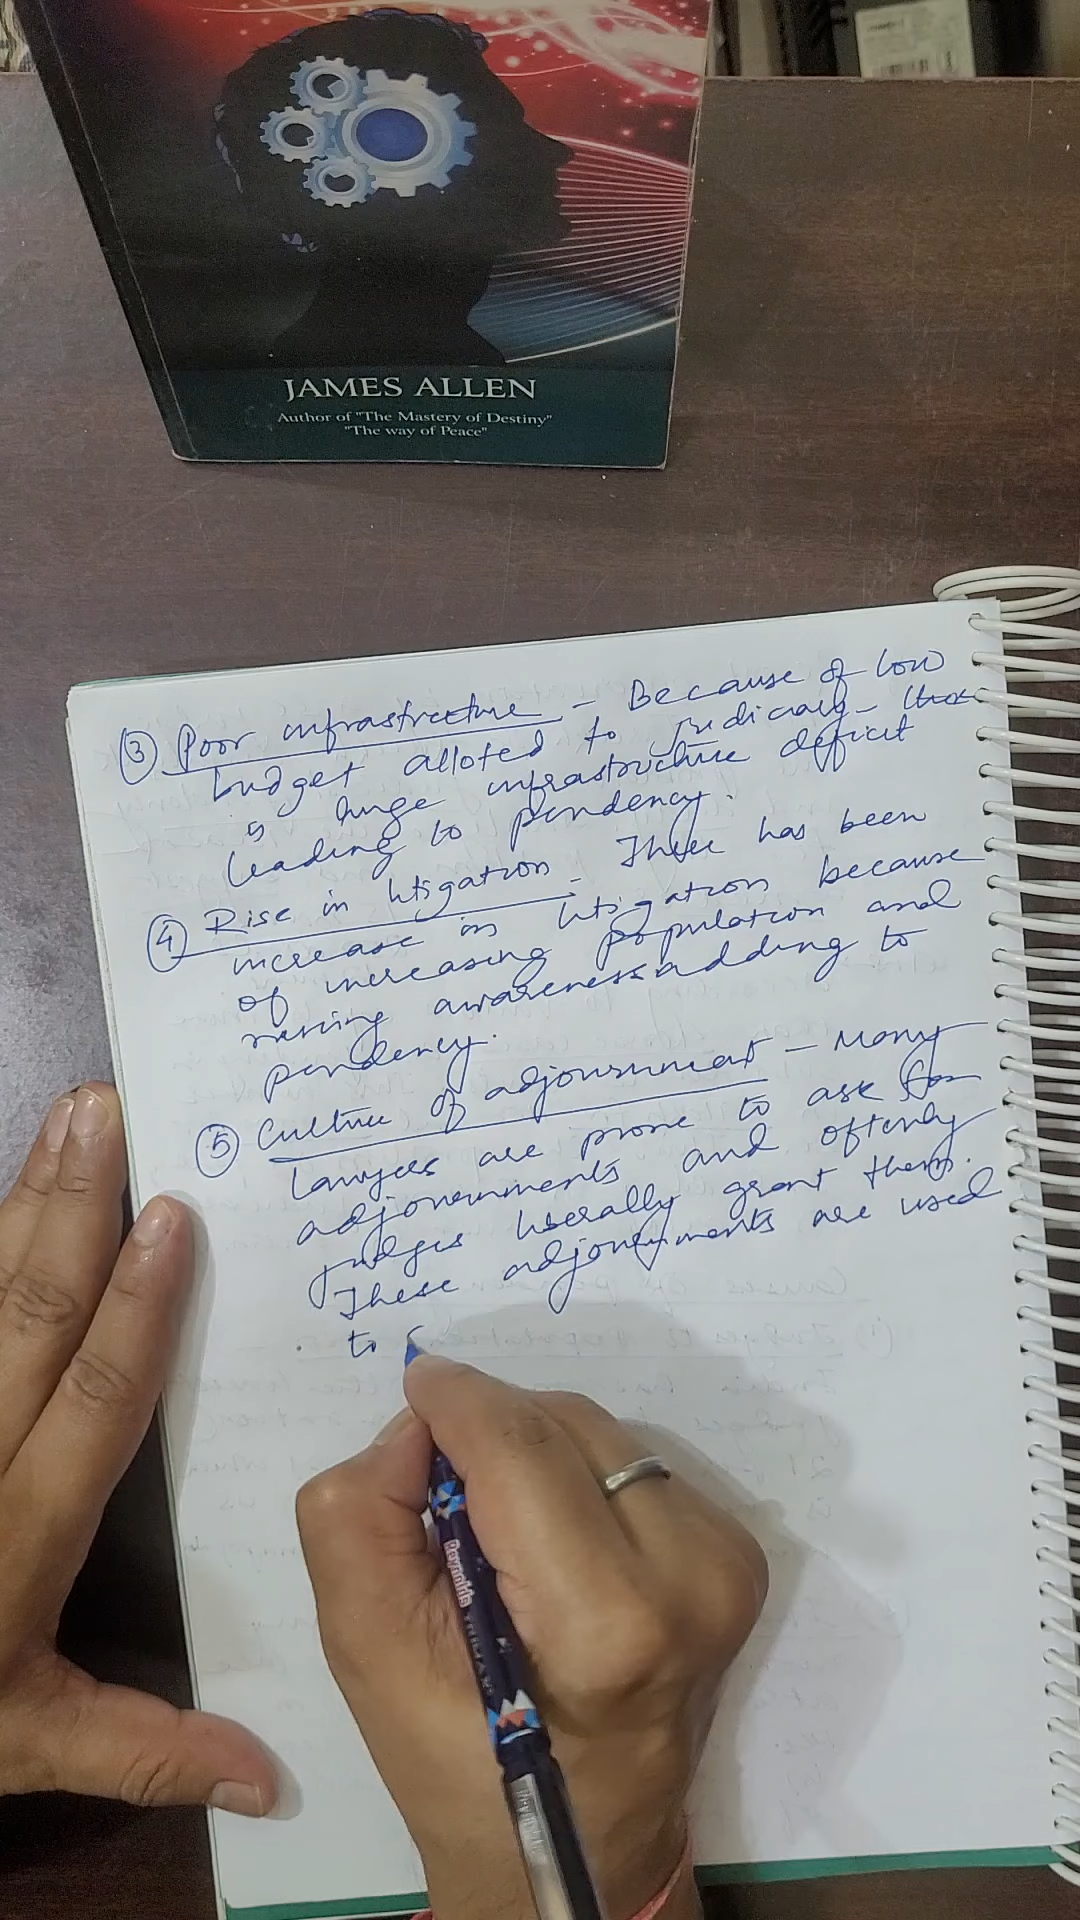 JAMES ALLEN
Author of "The Mastery of Destiny"
"The way of Peace"
③ Poor infrastructure - Because of low
budget alloted to judiciary
is huge infrastructure deficit
leading to pendency.
④ Rise in litigation - There has been
increase in litigation because
of increasing population and
awareness adding to
pendency.
⑤ Culture of adjournment - Many
Lawyers are prone to ask for
adjournments and oftenly
judges liberally grant them.
These adjournments are used
to
Reynolds TRIMAX